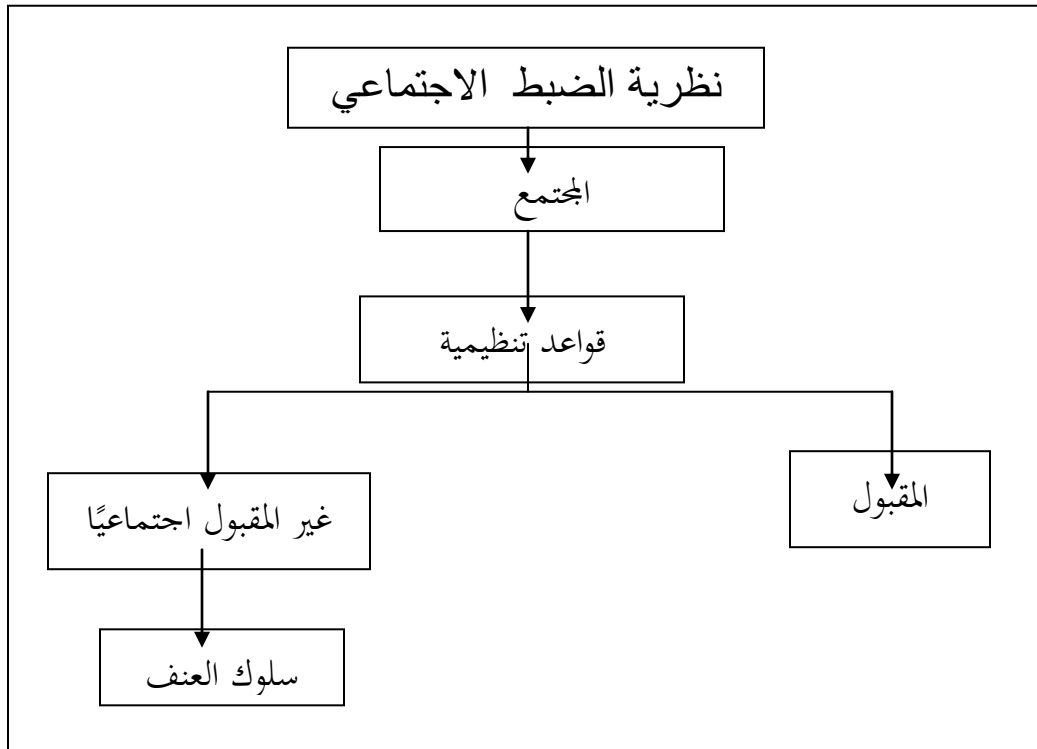 نظرية الضبط الاجتماعي
المجتمع
قواعد تنظيمية
المقبول
غير المقبول اجتماعيًا
سلوك العنف